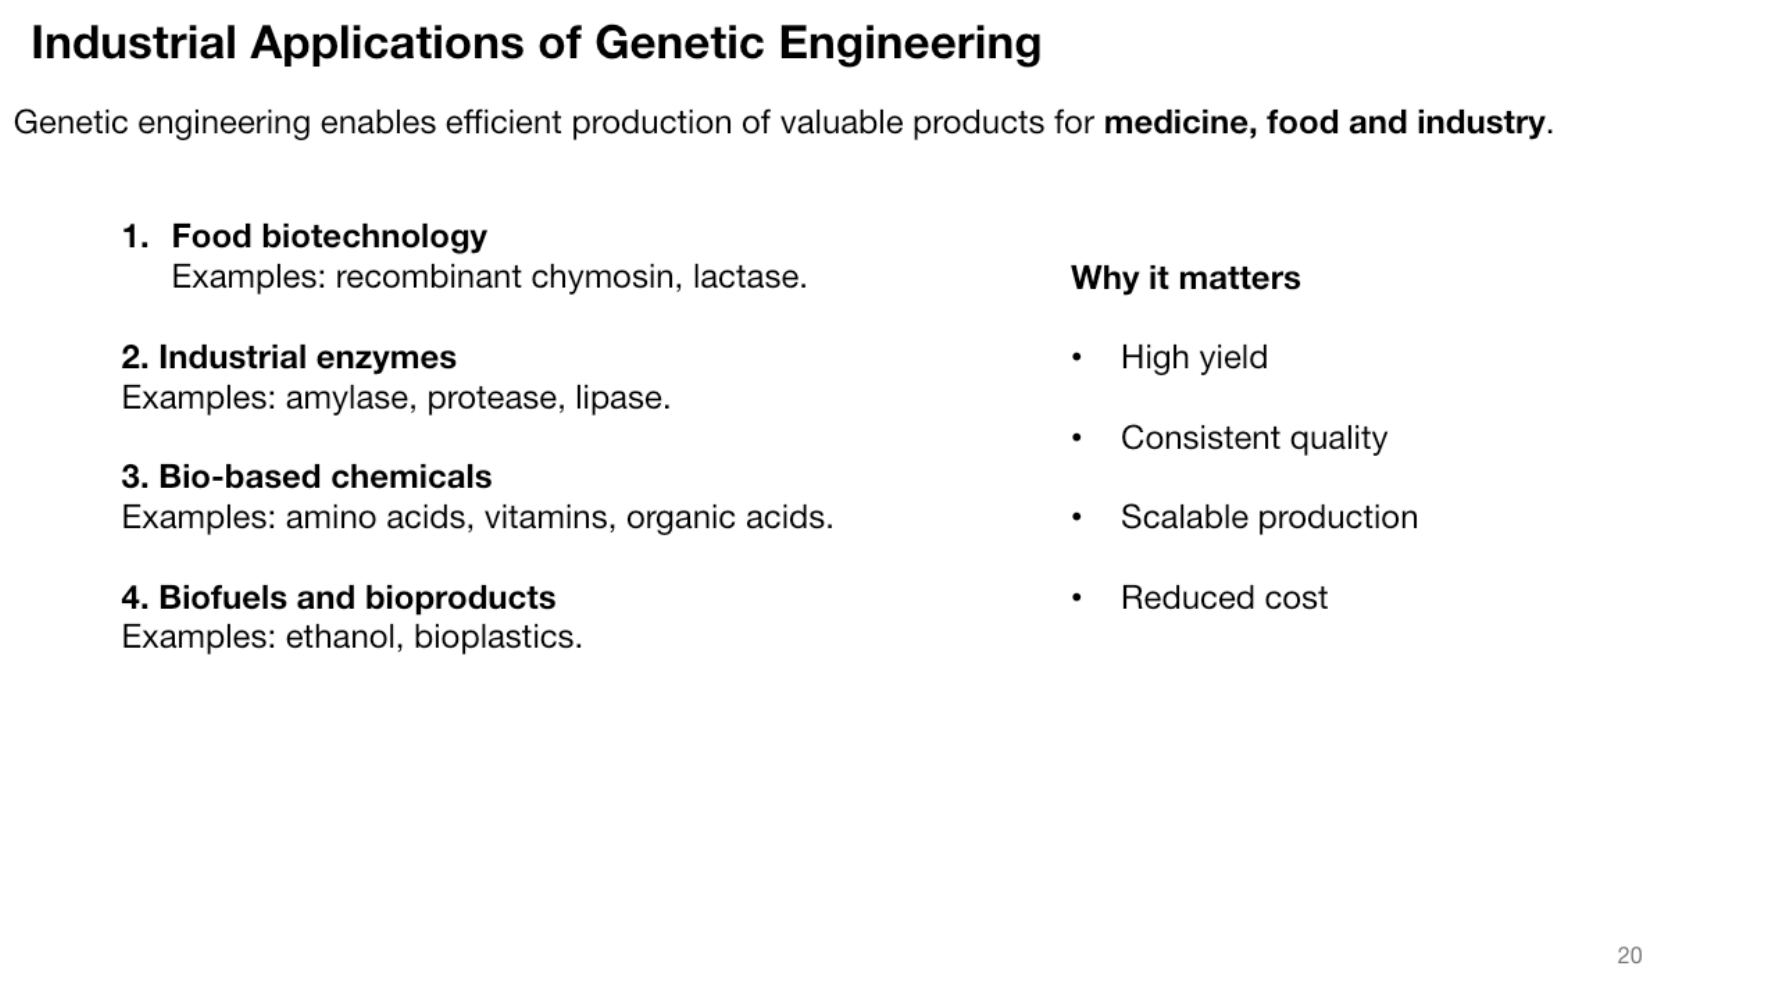 Industrial Applications of Genetic Engineering
Genetic engineering enables efficient production of valuable products for medicine, food and industry.
1. Food biotechnology
Examples: recombinant chymosin, lactase.
2. Industrial enzymes
Examples: amylase, protease, lipase.
3. Bio-based chemicals
Examples: amino acids, vitamins, organic acids.
4. Biofuels and bioproducts
Examples: ethanol, bioplastics.
Why it matters
• High yield
• Consistent quality
• Scalable production
• Reduced cost
20